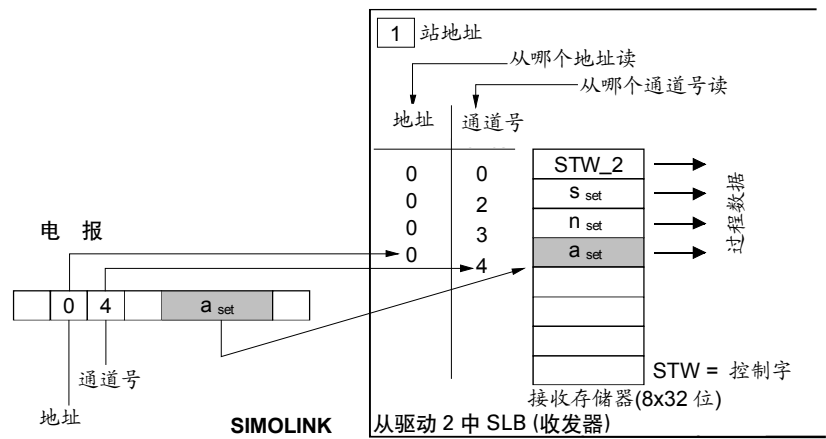 1 站地址
从哪个地址读
从哪个通道号读
地址 通道号
0 0 STW_2
0 2 s set
0 3 n set
0 4 a set
过程数据
电 报
0 4 a set
通道号
地址
STW = 控制字
接收存储器(8x32 位)
SIMOLINK
从驱动 2 中 SLB (收发器)